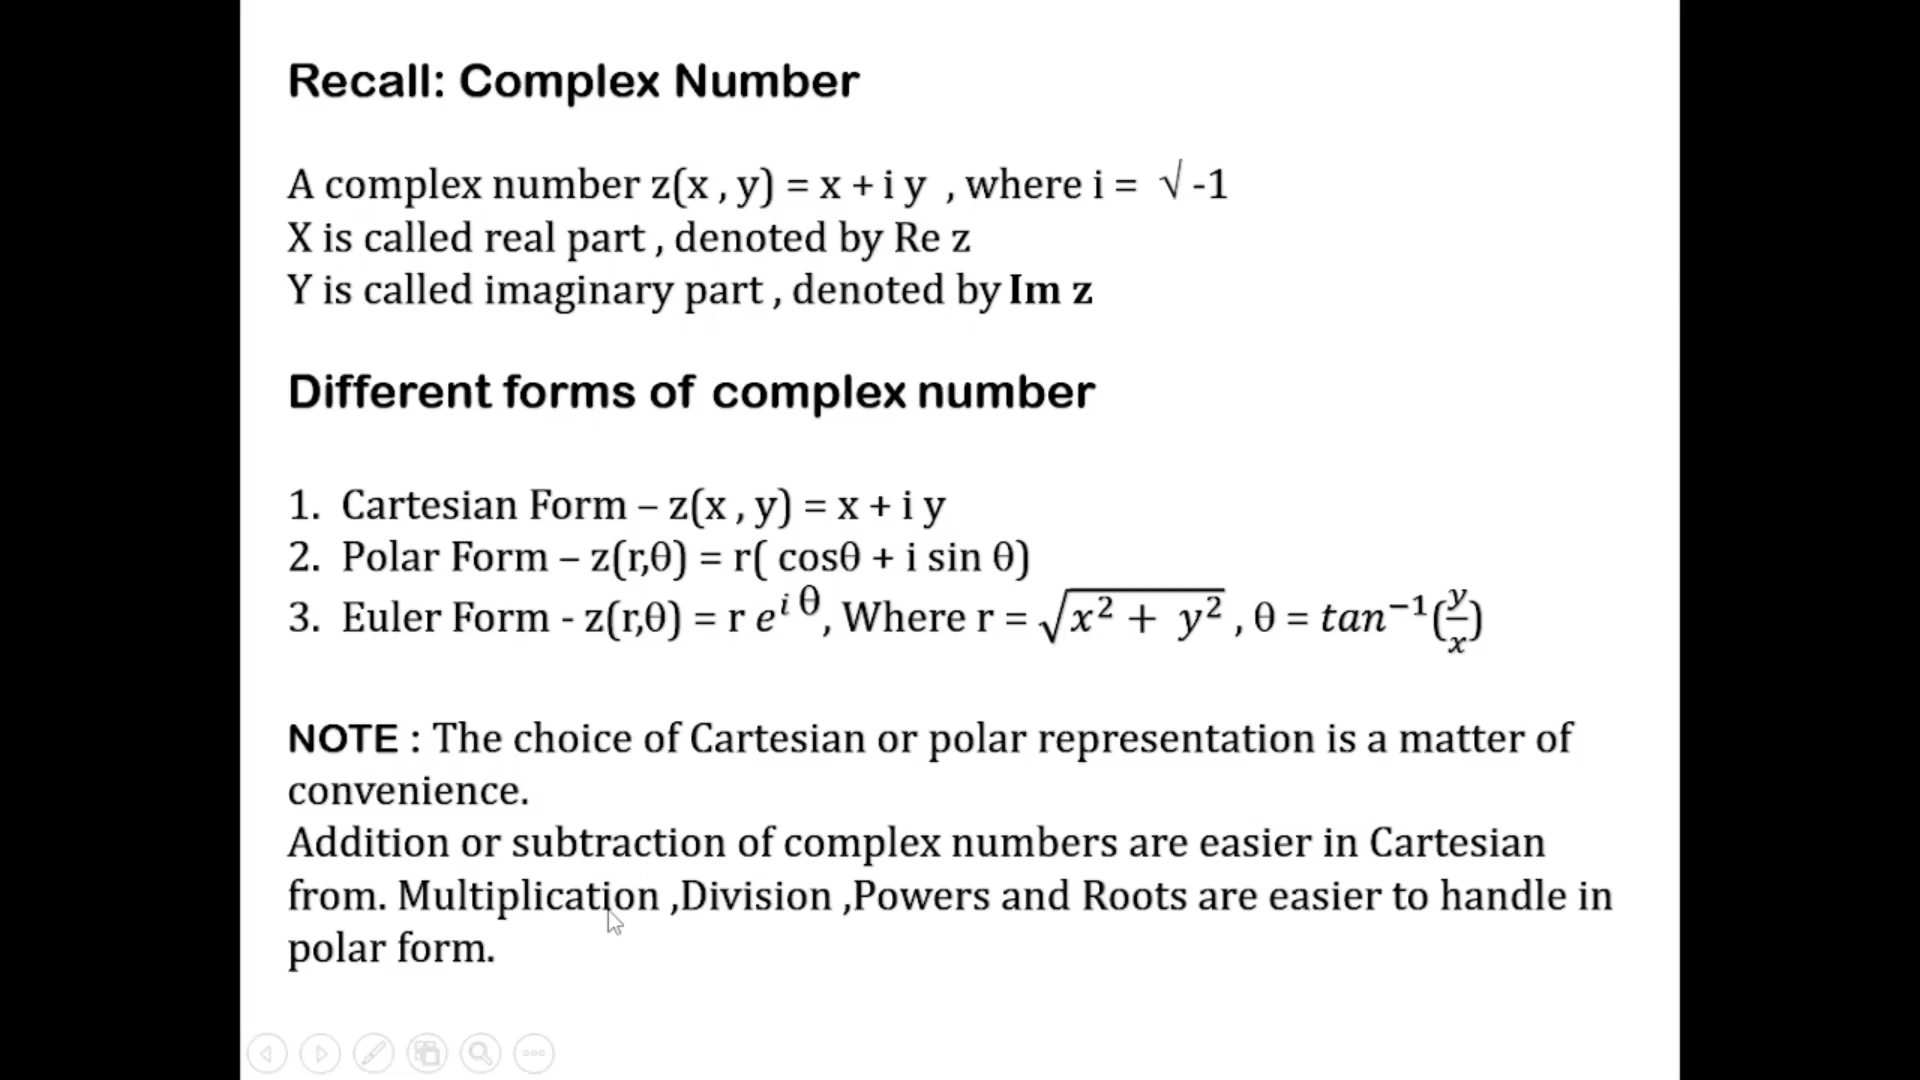 Recall: Complex Number
A complex number z(x , y) = x + i y , where i = √ -1
X is called real part , denoted by Re z
Y is called imaginary part , denoted by Im z
Different forms of complex number
1. Cartesian Form – z(x , y) = x + i y
2. Polar Form – z(r,θ) = r( cosθ + i sin θ)
3. Euler Form - z(r,θ) = r e^{i θ}, Where r = √(x² + y²) , θ = tan⁻¹(y/x)
NOTE : The choice of Cartesian or polar representation is a matter of
convenience.
Addition or subtraction of complex numbers are easier in Cartesian
from. Multiplication ,Division ,Powers and Roots are easier to handle in
polar form.